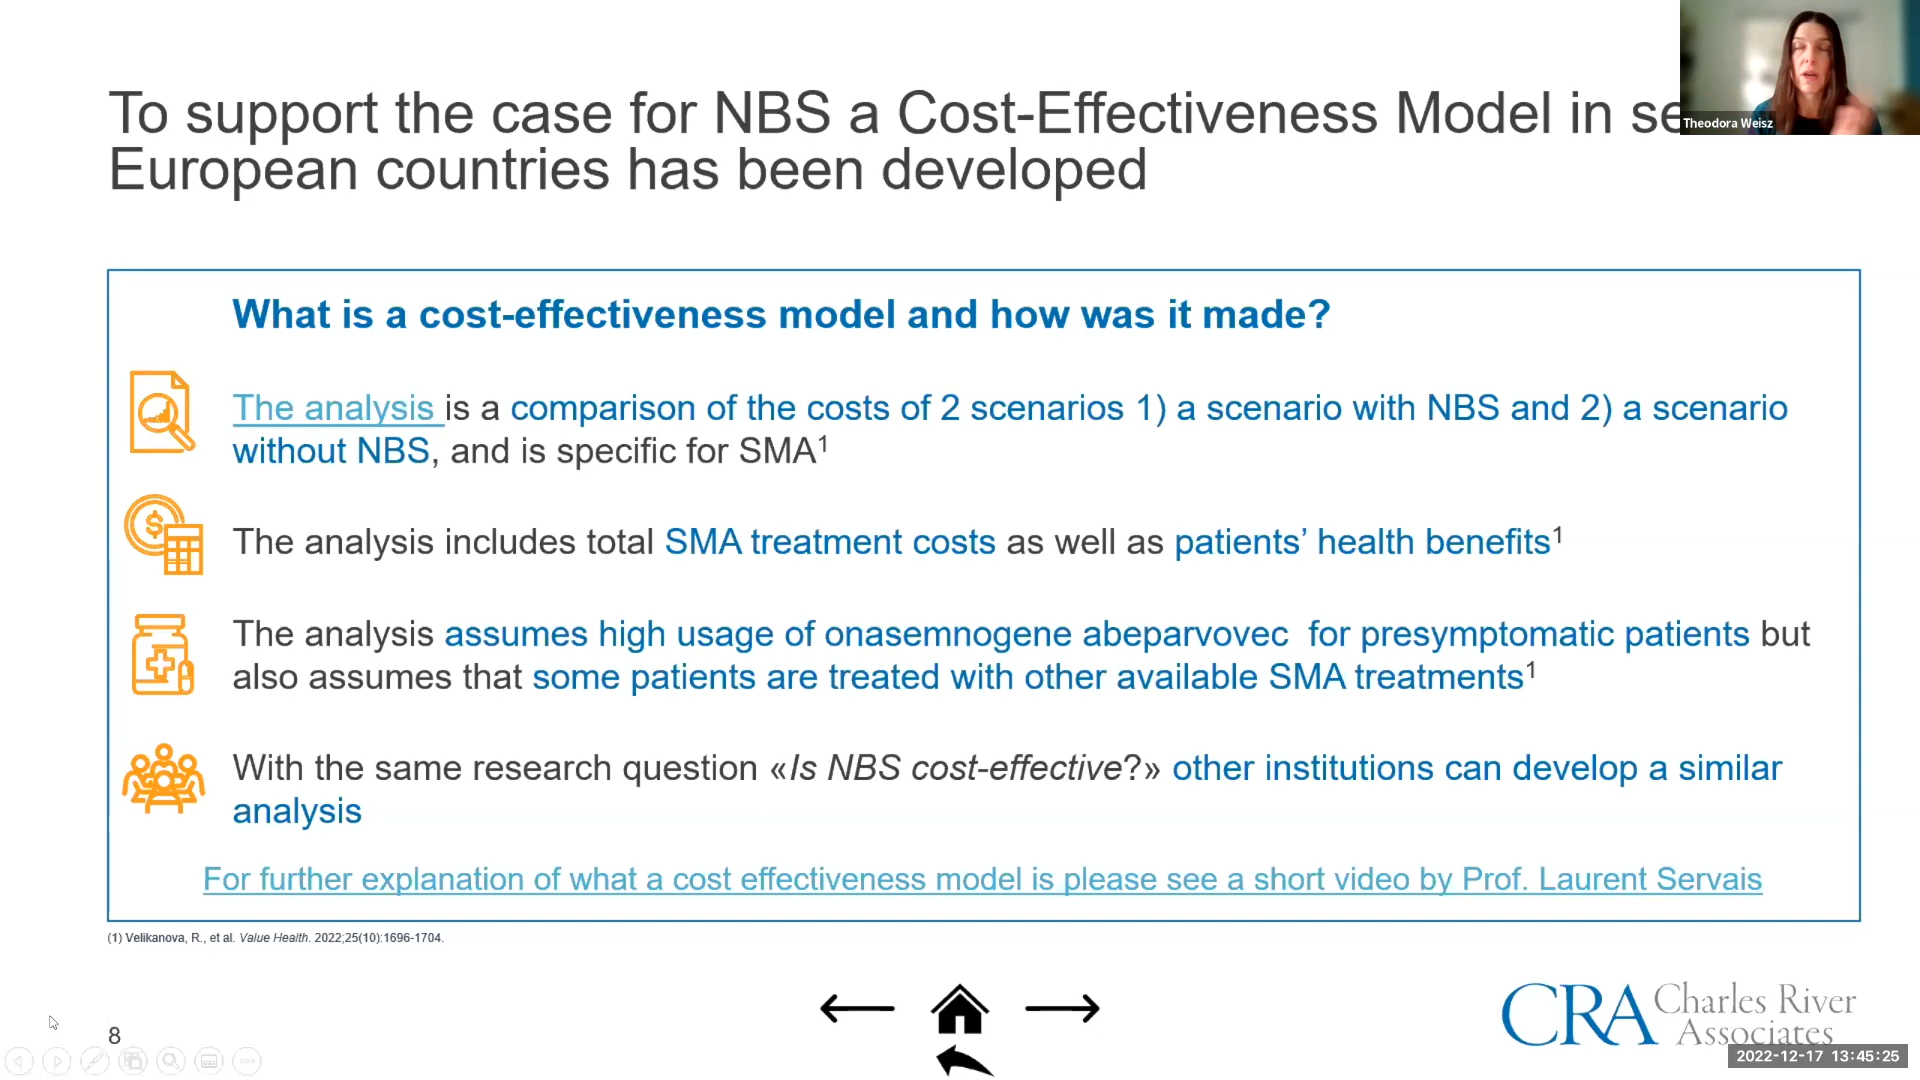 To support the case for NBS a Cost-Effectiveness Model in se
European countries has been developed
Theodora Weisz
What is a cost-effectiveness model and how was it made?
The analysis is a comparison of the costs of 2 scenarios 1) a scenario with NBS and 2) a scenario
without NBS, and is specific for SMA¹
$
The analysis includes total SMA treatment costs as well as patients’ health benefits¹
The analysis assumes high usage of onasemnogene abeparvovec for presymptomatic patients but
also assumes that some patients are treated with other available SMA treatments¹
With the same research question «Is NBS cost-effective?» other institutions can develop a similar
analysis
For further explanation of what a cost effectiveness model is please see a short video by Prof. Laurent Servais
(1) Velikanova, R., et al. Value Health. 2022;25(10):1696-1704.
8
CRA Charles River
Associates
2022-12-17 13:45:25